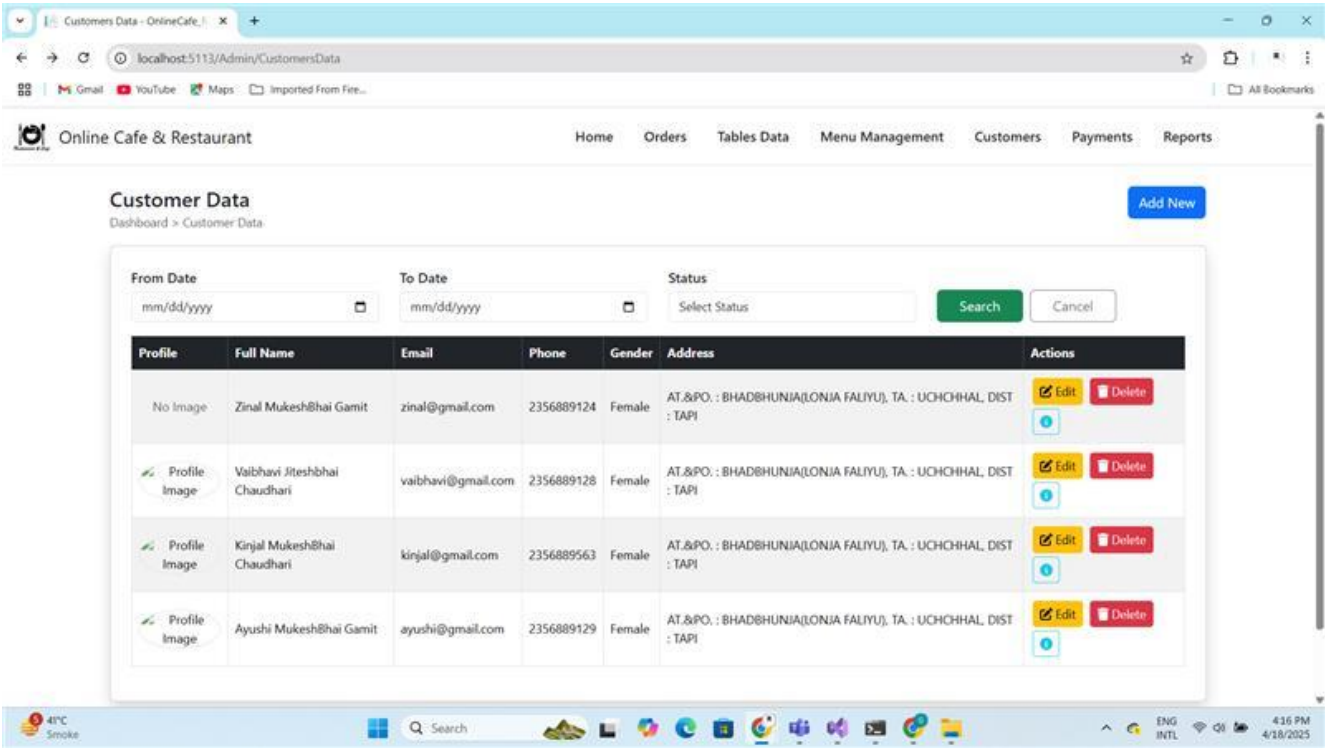 Customers Data - OnlineCafe_
localhost:5113/Admin/CustomersData
Gmail YouTube Maps Imported From Fire... All Bookmarks
Online Cafe & Restaurant Home Orders Tables Data Menu Management Customers Payments Reports
Customer Data Add New
Dashboard > Customer Data
From Date To Date Status
mm/dd/yyyy mm/dd/yyyy Select Status Search Cancel
Profile Full Name Email Phone Gender Address Actions
No Image Zinal MukeshBhai Gamit zinal@gmail.com 2356889124 Female AT.&PO. : BHADBHUNJA(LONJA FALIYU), TA. : UCHCHHAL, DIST Edit Delete
: TAPI
Profile Vaibhavi Jiteshbhai vaibhavi@gmail.com 2356889128 Female AT.&PO. : BHADBHUNJA(LONJA FALIYU), TA. : UCHCHHAL, DIST Edit Delete
Image Chaudhari : TAPI
Profile Kinjal MukeshBhai kinjal@gmail.com 2356889563 Female AT.&PO. : BHADBHUNJA(LONJA FALIYU), TA. : UCHCHHAL, DIST Edit Delete
Image Chaudhari : TAPI
Profile Ayushi MukeshBhai Gamit ayushi@gmail.com 2356889129 Female AT.&PO. : BHADBHUNJA(LONJA FALIYU), TA. : UCHCHHAL, DIST Edit Delete
Image : TAPI
41°C Search ENG 4:16 PM
Smoke INTL 4/18/2025